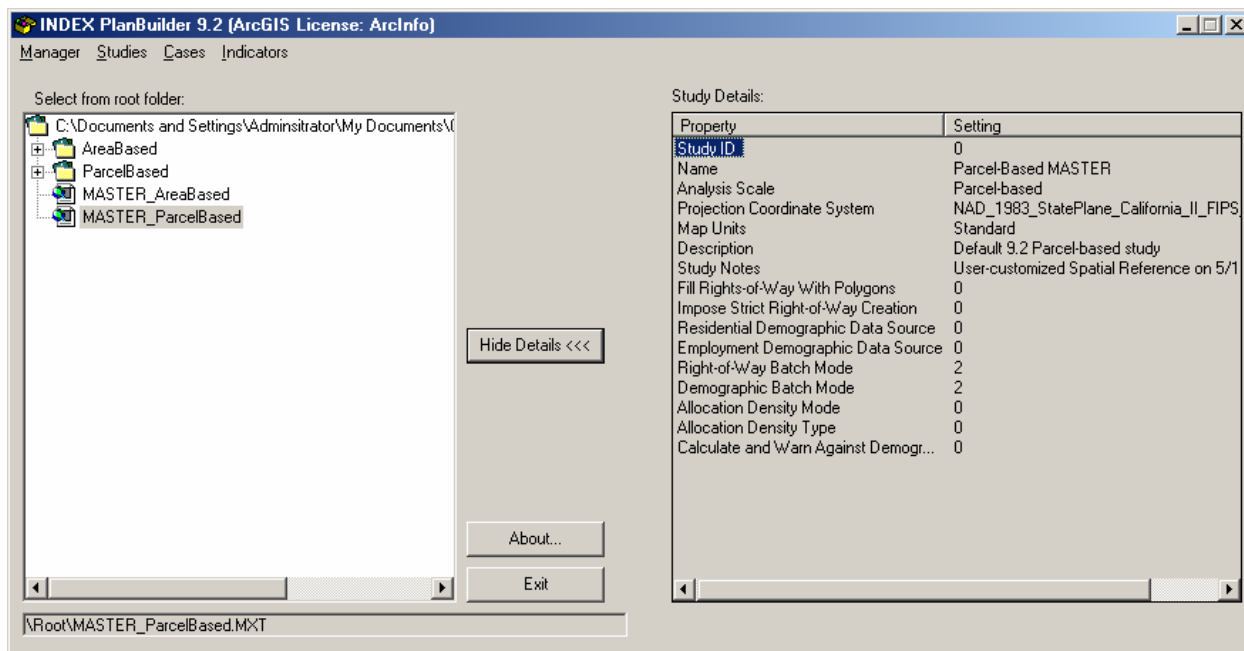 INDEX PlanBuilder 9.2 (ArcGIS License: ArcInfo)
Manager Studies Cases Indicators
Select from root folder:
C:\Documents and Settings\Adminsitrator\My Documents\(
AreaBased
ParcelBased
MASTER_AreaBased
MASTER_ParcelBased
Hide Details <<<
About...
Exit
\Root\MASTER_ParcelBased.MXT
Study Details:
Property Setting
Study ID 0
Name Parcel-Based MASTER
Analysis Scale Parcel-based
Projection Coordinate System NAD_1983_StatePlane_California_II_FIPS_
Map Units Standard
Description Default 9.2 Parcel-based study
Study Notes User-customized Spatial Reference on 5/1
Fill Rights-of-Way With Polygons 0
Impose Strict Right-of-Way Creation 0
Residential Demographic Data Source 0
Employment Demographic Data Source 0
Right-of-Way Batch Mode 2
Demographic Batch Mode 2
Allocation Density Mode 0
Allocation Density Type 0
Calculate and Warn Against Demogr... 0